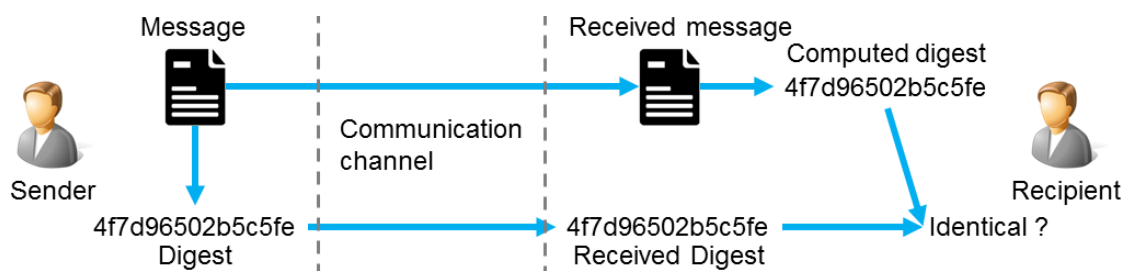 Message
Received message
Computed digest
4f7d96502b5c5fe
Communication
channel
Sender
Recipient
4f7d96502b5c5fe
Digest
4f7d96502b5c5fe
Received Digest
Identical ?